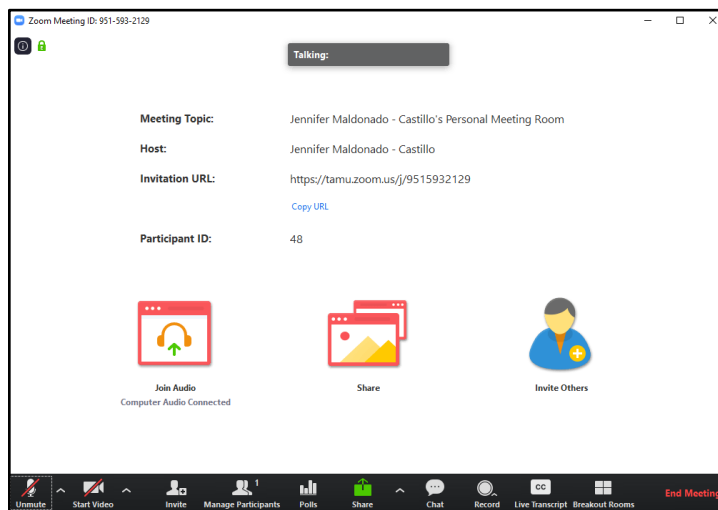 Zoom Meeting ID: 951-593-2129
Talking:
Meeting Topic: Jennifer Maldonado - Castillo's Personal Meeting Room
Host: Jennifer Maldonado - Castillo
Invitation URL: https://tamu.zoom.us/j/9515932129
Copy URL
Participant ID: 48
Join Audio Share Invite Others
Computer Audio Connected
1
Unmute Start Video Invite Manage Participants Polls Share Chat CC Record Live Transcript Breakout Rooms End Meeting